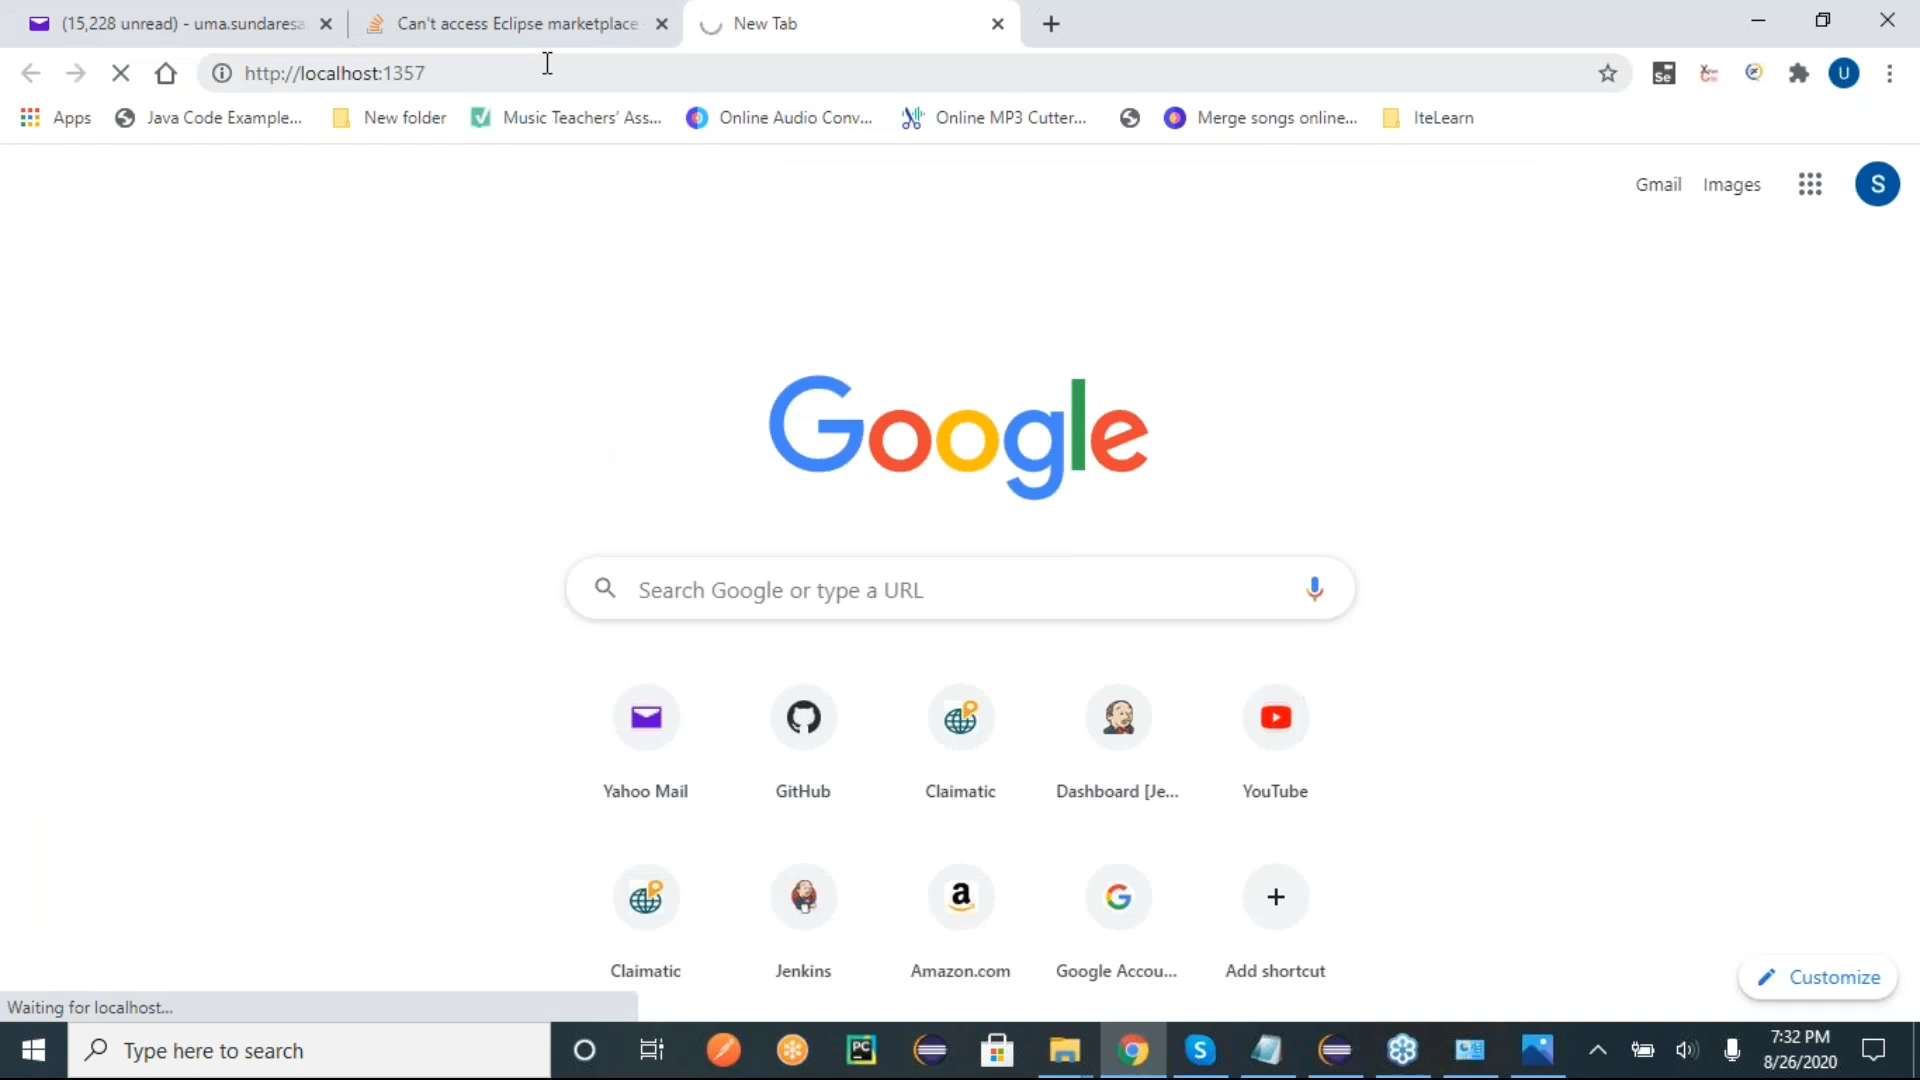 (15,228 unread) - uma.sundaresa
Can't access Eclipse marketplace
New Tab
http://localhost:1357
Se
U
Apps
Java Code Example...
New folder
Music Teachers' Ass...
Online Audio Conv...
Online MP3 Cutter...
Merge songs online...
IteLearn
Gmail
Images
S
Google
Search Google or type a URL
Yahoo Mail
GitHub
Claimatic
Dashboard [Je...
YouTube
Claimatic
Jenkins
Amazon.com
Google Accou...
Add shortcut
Customize
Waiting for localhost...
Type here to search
PC
S
7:32 PM
8/26/2020